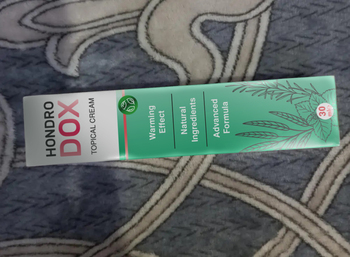 HONDRO
DOX
TOPICAL CREAM
Warming
Effect
Natural
Ingredients
Advanced
Formula
30